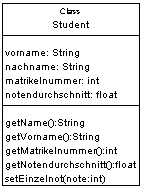 Class
Student
vorname: String
nachname: String
matrikelnummer: int
notendurchschnitt: float
getName():String
getVorname():String
getMatrikelnummer():int
getNotendurchschnitt():float
setEinzelnot(note:int)